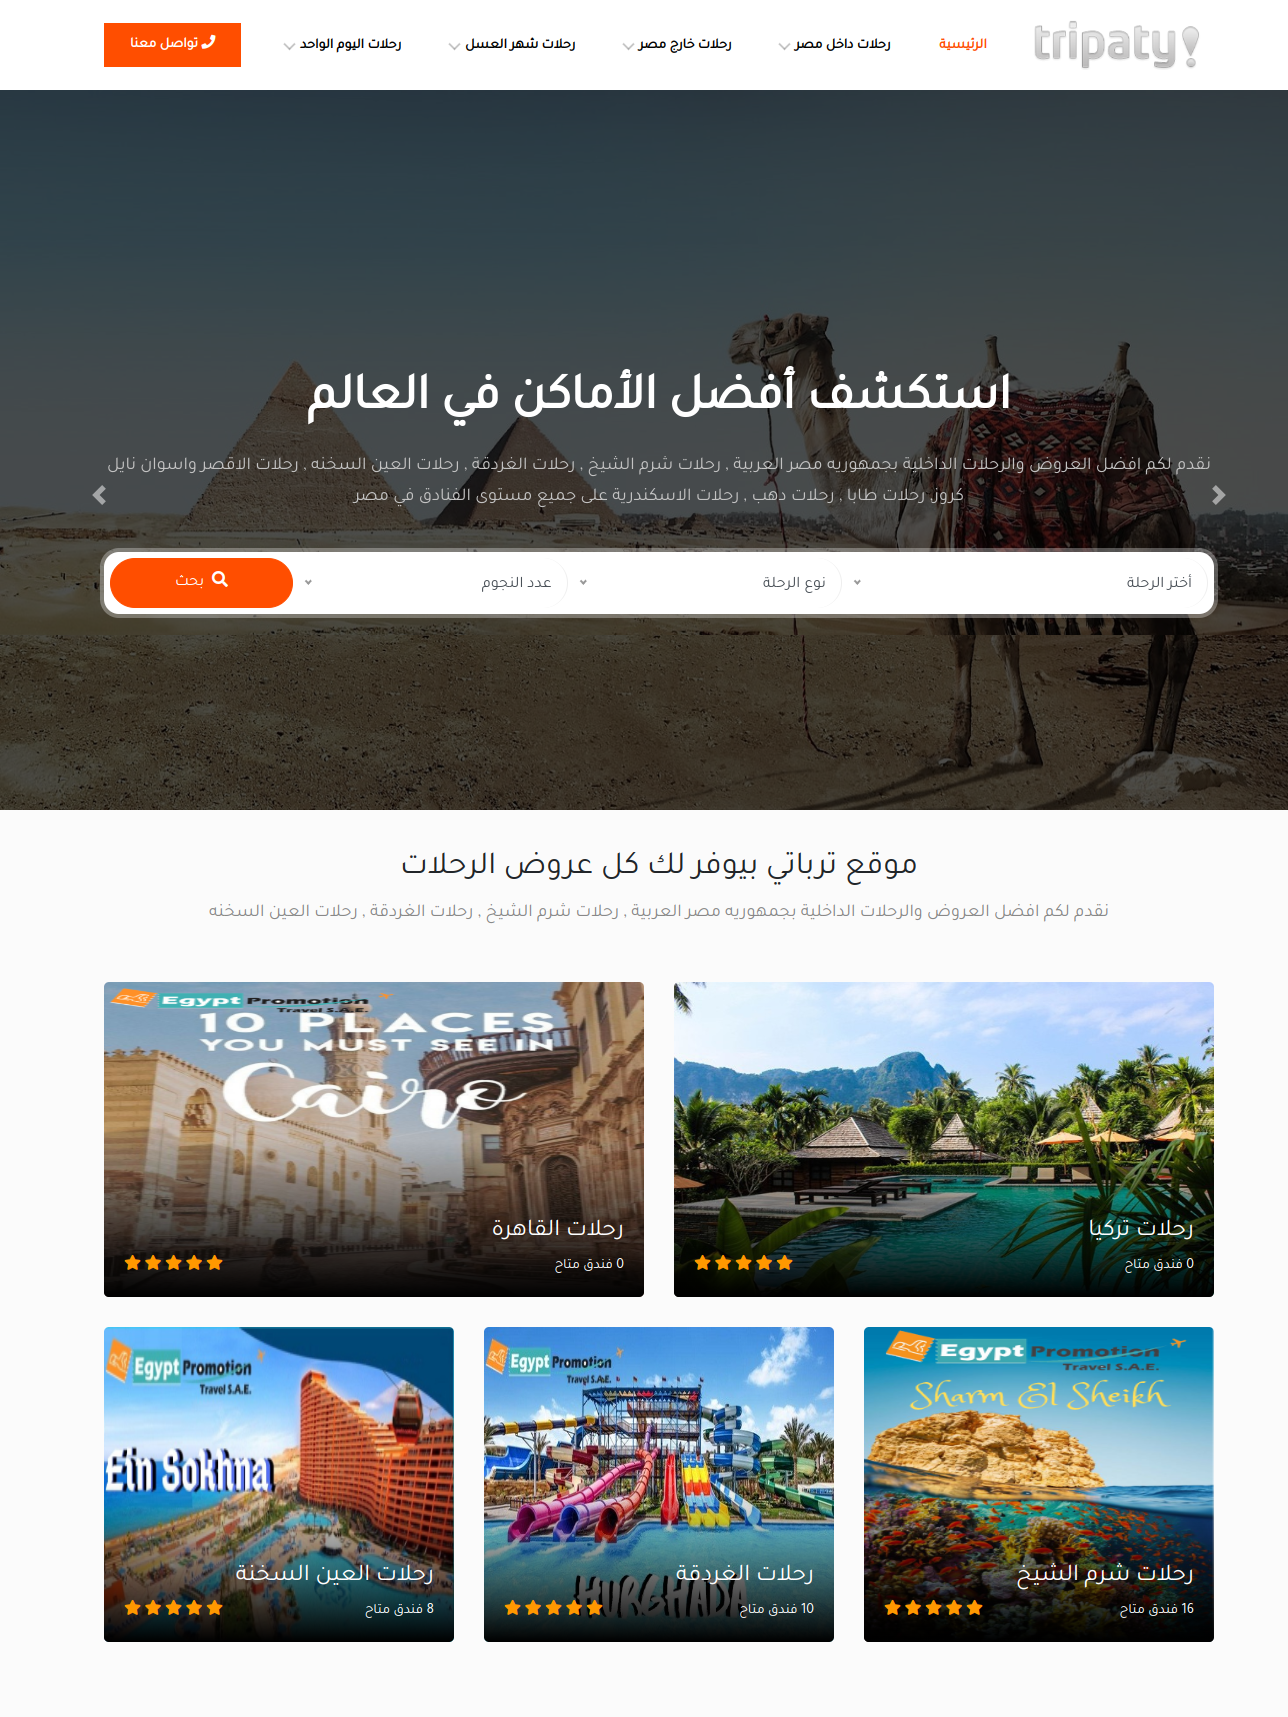 tripaty!
الرئيسية
رحلات داخل مصر
رحلات خارج مصر
رحلات شهر العسل
رحلات اليوم الواحد
تواصل معنا
استكشف أفضل الأماكن في العالم
نقدم لكم افضل العروض والرحلات الداخلية بجمهوريه مصر العربية , رحلات شرم الشيخ , رحلات الغردقة , رحلات العين السخنه , رحلات الاقصر واسوان نايل
كروز, رحلات طابا , رحلات دهب , رحلات الاسكندرية على جميع مستوى الفنادق في مصر
أختر الرحلة
نوع الرحلة
عدد النجوم
بحث
موقع ترباتي بيوفر لك كل عروض الرحلات
نقدم لكم افضل العروض والرحلات الداخلية بجمهوريه مصر العربية , رحلات شرم الشيخ , رحلات الغردقة , رحلات العين السخنه
رحلات تركيا
0 فندق متاح
Egypt Promotion
Travel S.A.E.
10 PLACES
YOU MUST SEE IN
Cairo
رحلات القاهرة
0 فندق متاح
Egypt Promotion
Travel S.A.E.
Sharm El Sheikh
رحلات شرم الشيخ
16 فندق متاح
Egypt Promotion
Travel S.A.E.
HURGHADA
رحلات الغردقة
10 فندق متاح
Egypt Promotion
Travel S.A.E.
Ein Sokhna
رحلات العين السخنة
8 فندق متاح